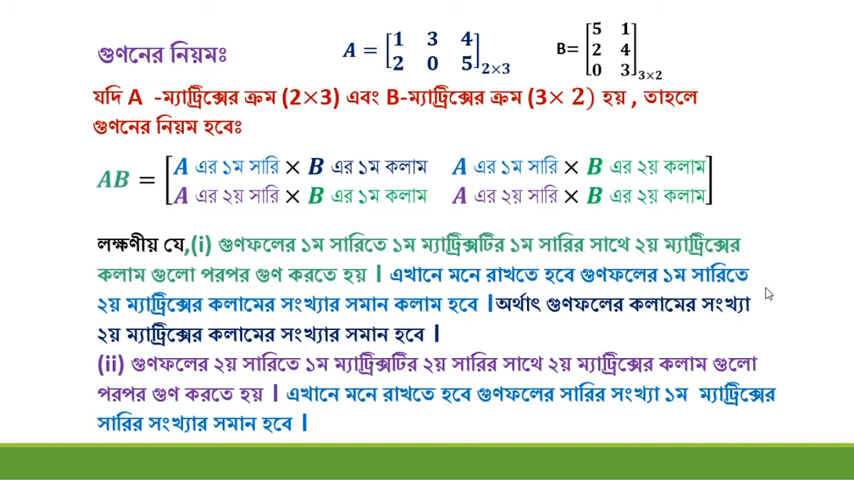 গুণনের নিয়মঃ A = [1 3 4 2 0 5]2×3 B= [5 1 2 4 0 3]3×2
যদি A -ম্যাট্রিক্সের ক্রম (2×3) এবং B-ম্যাট্রিক্সের ক্রম (3× 2) হয় , তাহলে
গুণনের নিয়ম হবেঃ
AB = [A এর ১ম সারি × B এর ১ম কলাম A এর ১ম সারি × B এর ২য় কলাম
A এর ২য় সারি × B এর ১ম কলাম A এর ২য় সারি × B এর ২য় কলাম]
লক্ষণীয় যে,(i) গুণফলের ১ম সারিতে ১ম ম্যাট্রিক্সটির ১ম সারির সাথে ২য় ম্যাট্রিক্সের
কলাম গুলো পরপর গুণ করতে হয় | এখানে মনে রাখতে হবে গুণফলের ১ম সারিতে
২য় ম্যাট্রিক্সের কলামের সংখ্যার সমান কলাম হবে |অর্থাৎ গুণফলের কলামের সংখ্যা
২য় ম্যাট্রিক্সের কলামের সংখ্যার সমান হবে |
(ii) গুণফলের ২য় সারিতে ১ম ম্যাট্রিক্সটির ২য় সারির সাথে ২য় ম্যাট্রিক্সের কলাম গুলো
পরপর গুণ করতে হয় | এখানে মনে রাখতে হবে গুণফলের সারির সংখ্যা ১ম ম্যাট্রিক্সের
সারির সংখ্যার সমান হবে |